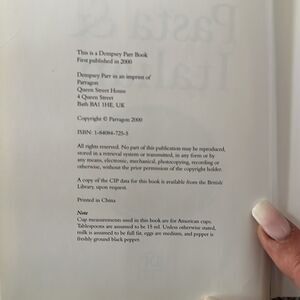 This is a Dempsey Parr Book
First published in 2000
Dempsey Parr is an imprint of
Parragon
Queen Street House
4 Queen Street
Bath BA1 1HE, UK
Copyright © Parragon 2000
ISBN: 1-84084-725-5
All rights reserved. No part of this publication may be reproduced,
stored in a retrieval system or transmitted, in any form or by
any means, electronic, mechanical, photocopying, recording or
otherwise, without the prior permission of the copyright holder.
A copy of the CIP data for this book is available from the British
Library, upon request.
Printed in China
Note
Cup measurements used in this book are for American cups.
Tablespoons are assumed to be 15 ml. Unless otherwise stated,
milk is assumed to be full fat, eggs are medium, and pepper is
freshly ground black pepper.